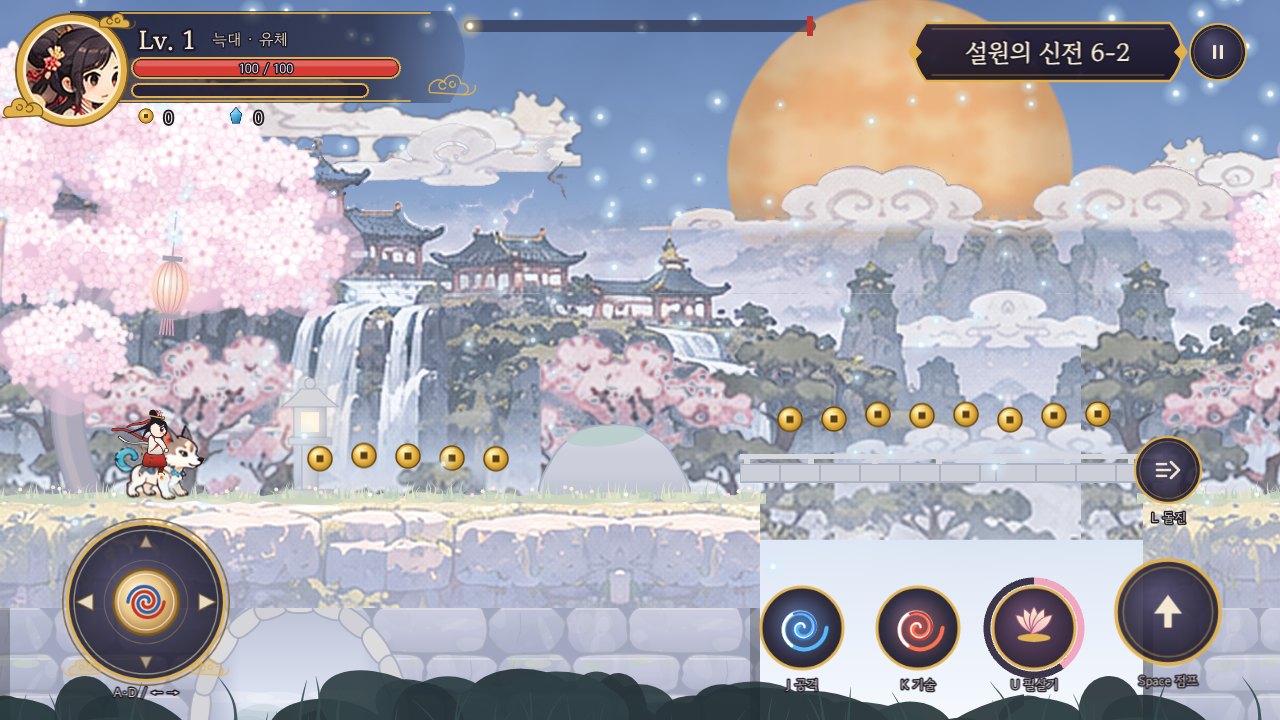 Lv. 1 늑대 · 유체
100 / 100
0 0
설원의 신전 6-2
L 돌진
J 공격
K 기술
U 필살기
Space 점프
A·D / ←→